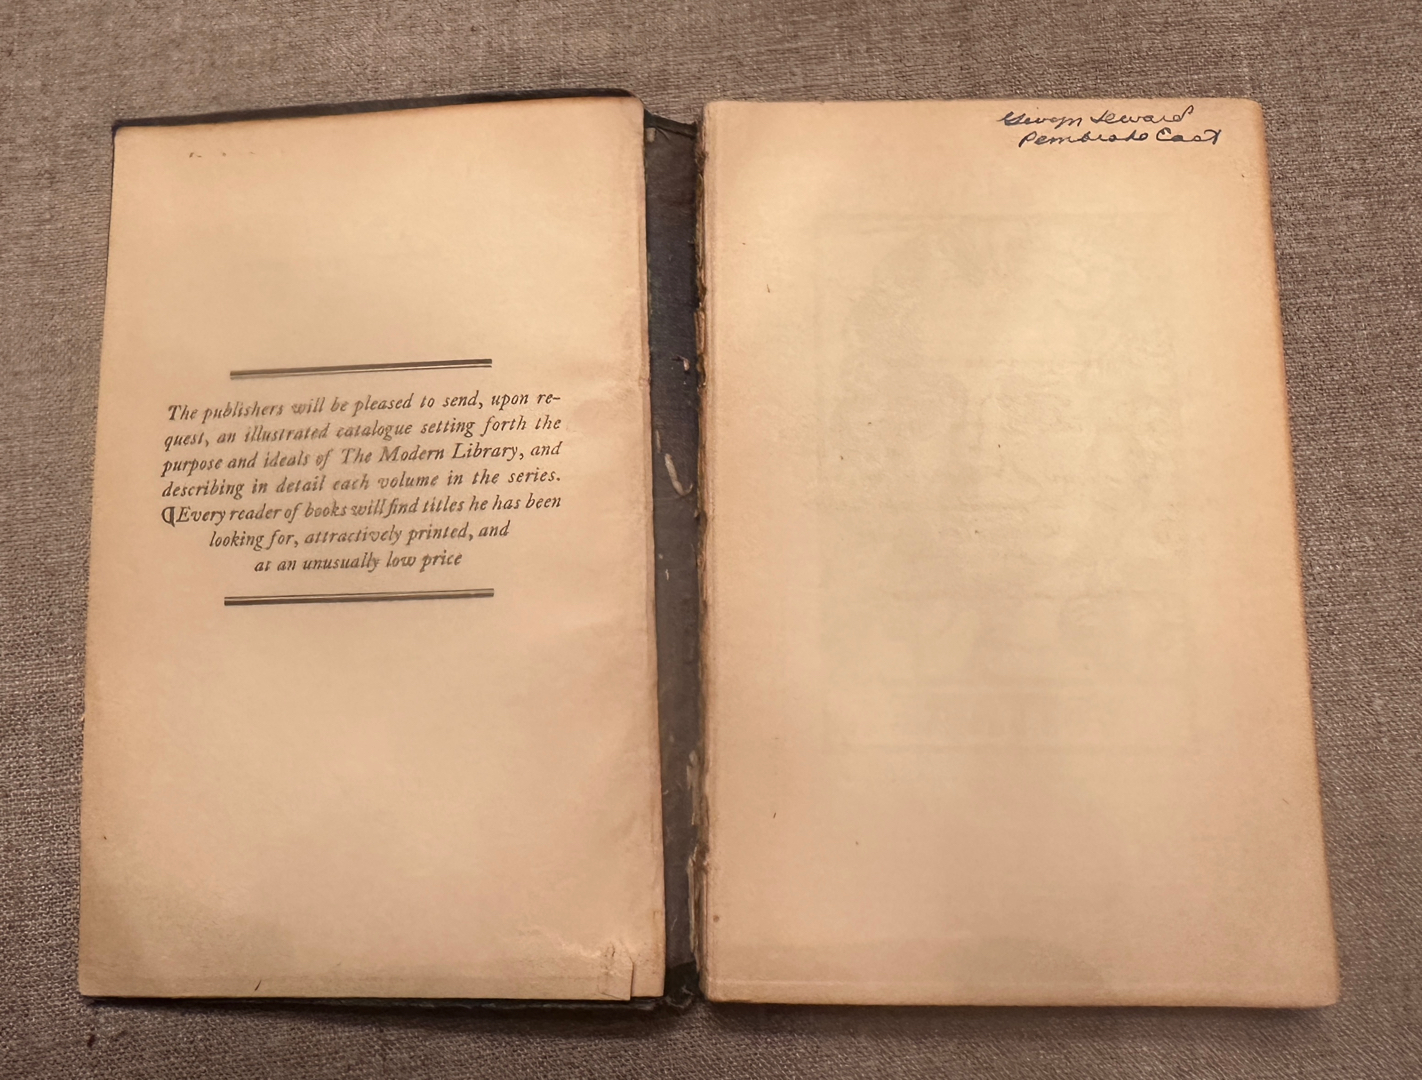 The publishers will be pleased to send, upon re-
quest, an illustrated catalogue setting forth the
purpose and ideals of The Modern Library, and
describing in detail each volume in the series.
Every reader of books will find titles he has been
looking for, attractively printed, and
at an unusually low price
Seward
Pembroke East